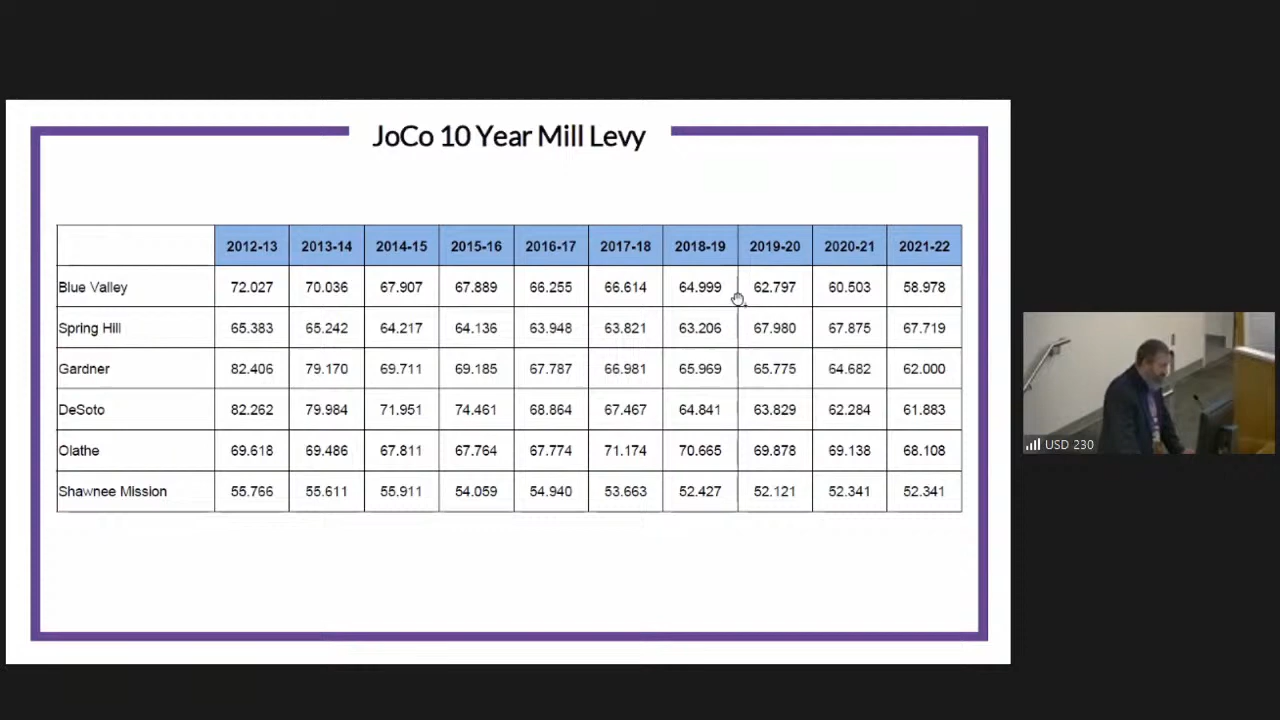 JoCo 10 Year Mill Levy
2012-13 2013-14 2014-15 2015-16 2016-17 2017-18 2018-19 2019-20 2020-21 2021-22
Blue Valley 72.027 70.036 67.907 67.889 66.255 66.614 64.999 62.797 60.503 58.978
Spring Hill 65.383 65.242 64.217 64.136 63.948 63.821 63.206 67.980 67.875 67.719
Gardner 82.406 79.170 69.711 69.185 67.787 66.981 65.969 65.775 64.682 62.000
DeSoto 82.262 79.984 71.951 74.461 68.864 67.467 64.841 63.829 62.284 61.883
Olathe 69.618 69.486 67.811 67.764 67.774 71.174 70.665 69.878 69.138 68.108
Shawnee Mission 55.766 55.611 55.911 54.059 54.940 53.663 52.427 52.121 52.341 52.341
USD 230